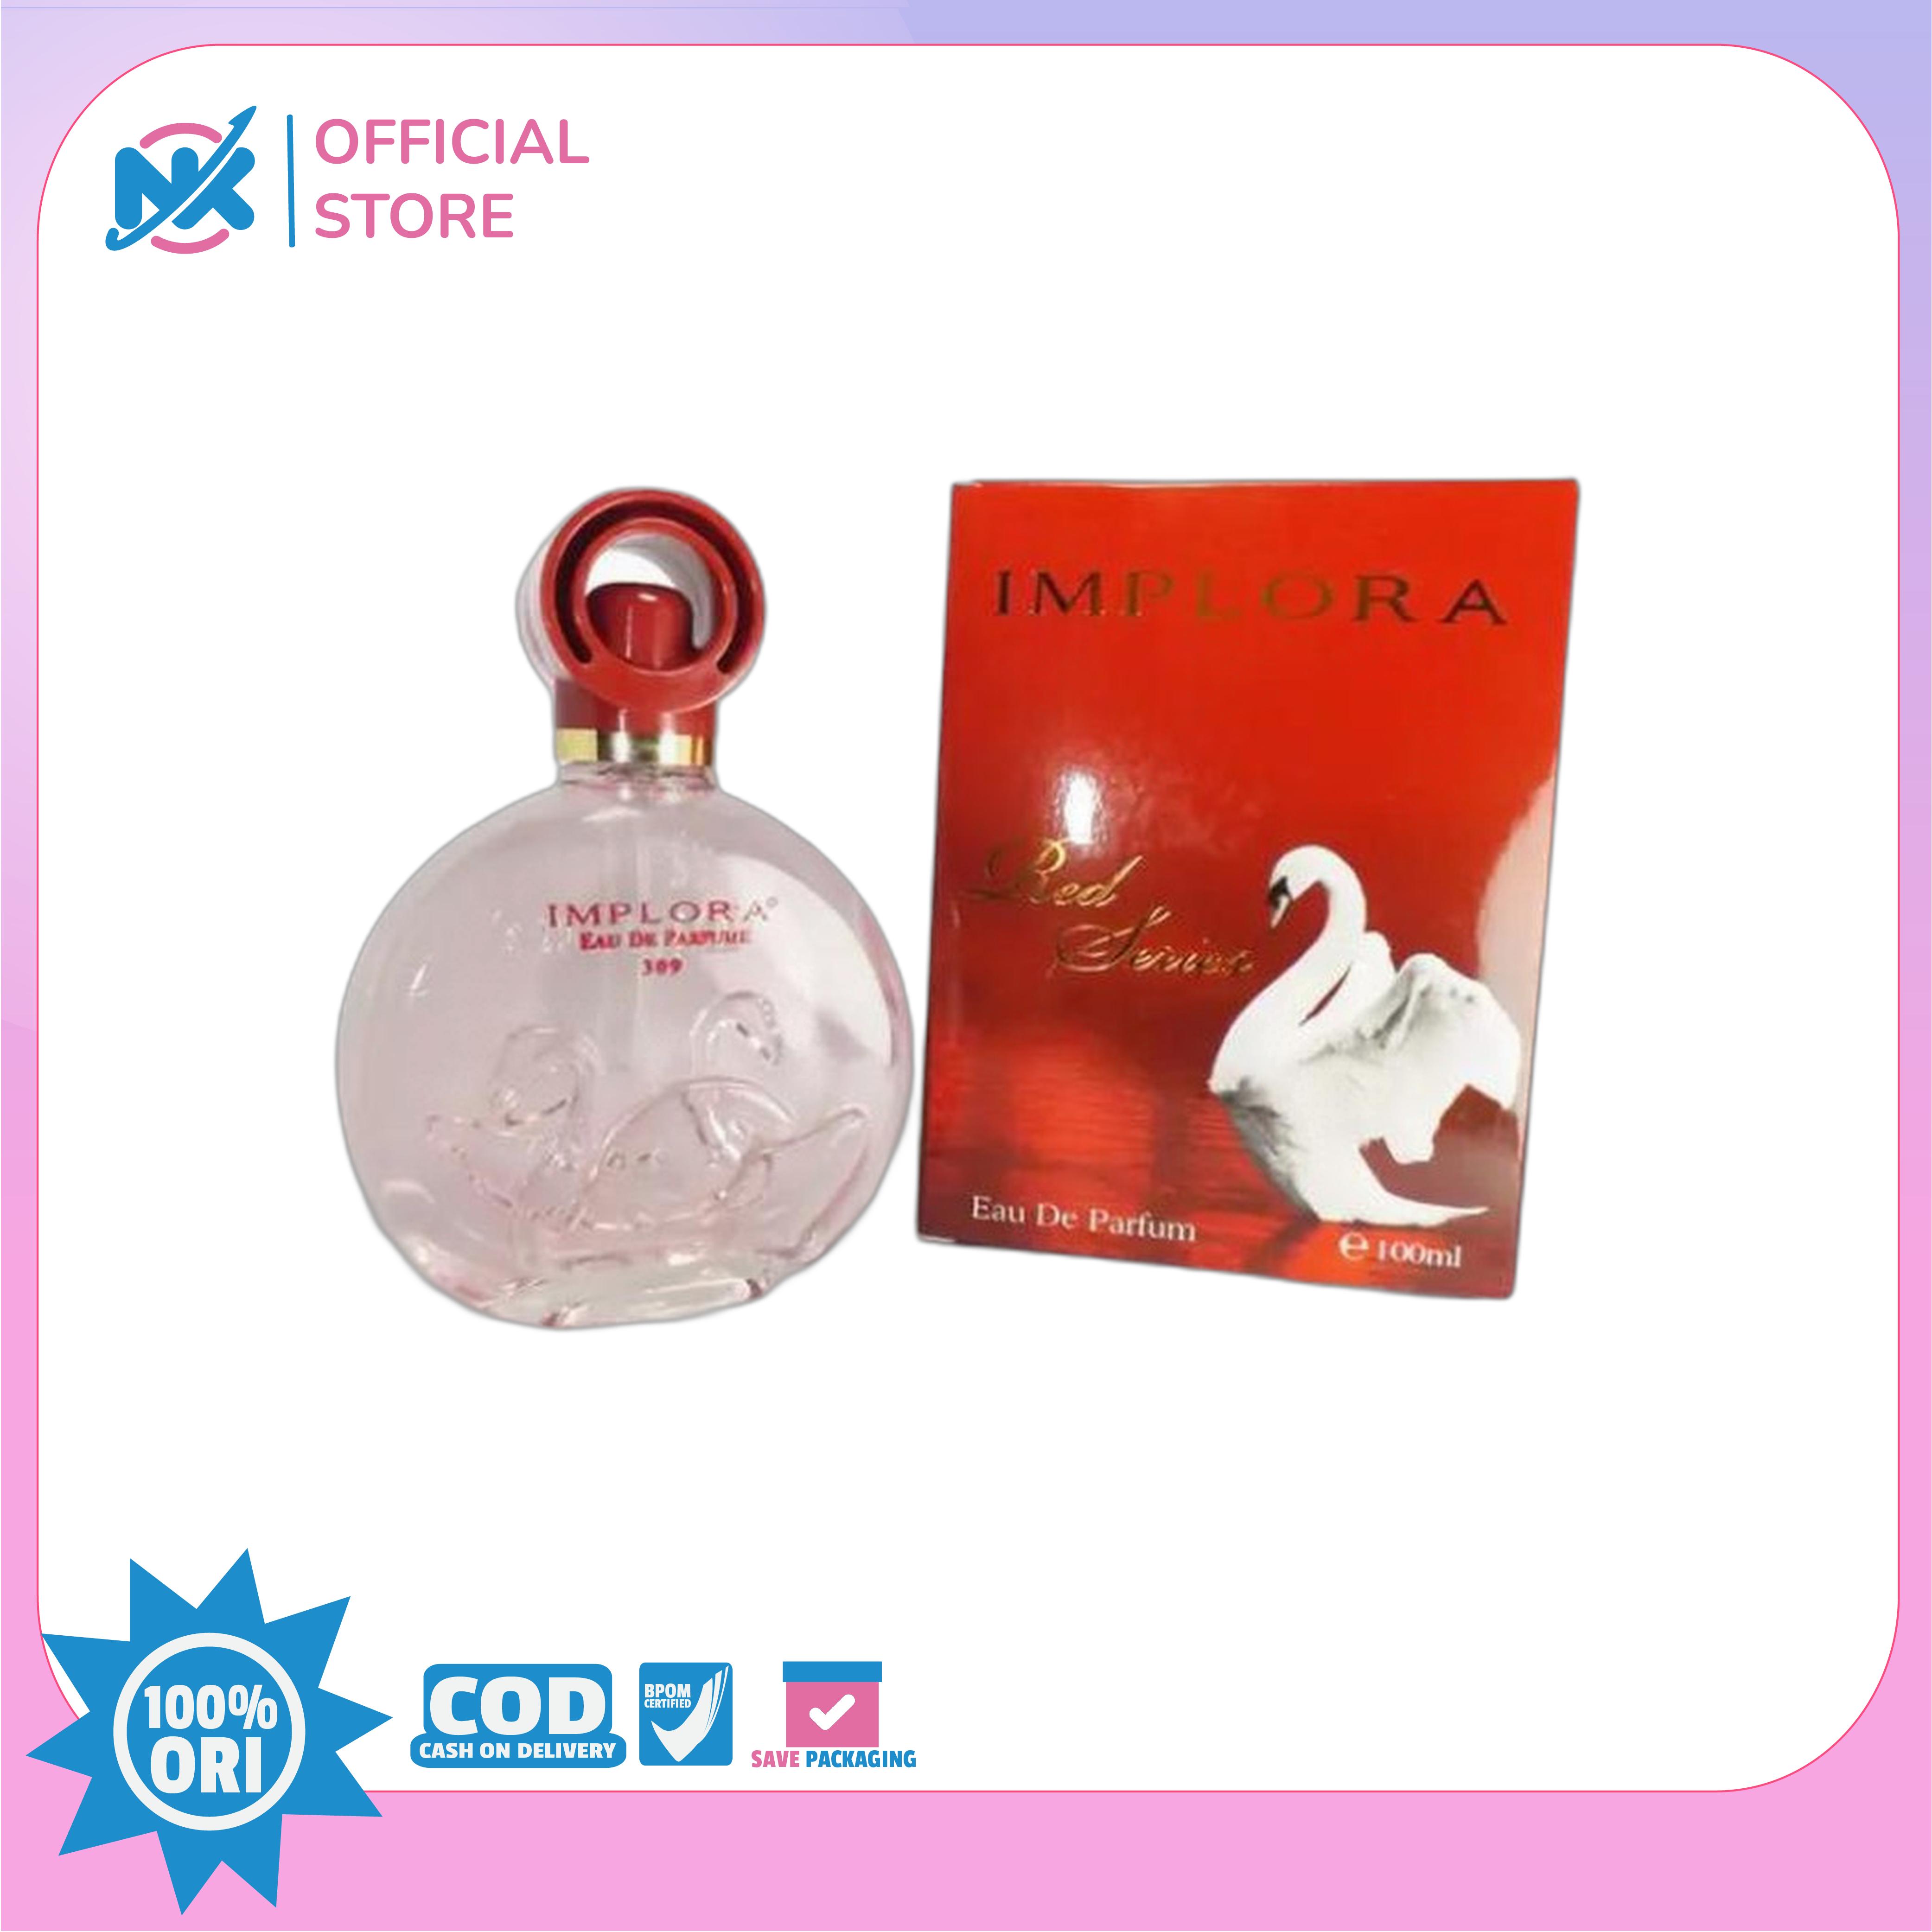 NK
OFFICIAL
STORE
IMPLORA
Red
Series
Eau De Parfum
e 100ml
IMPLORA®
EAU DE PARFUME
309
100%
ORI
COD
CASH ON DELIVERY
BPOM
CERTIFIED
SAVE PACKAGING